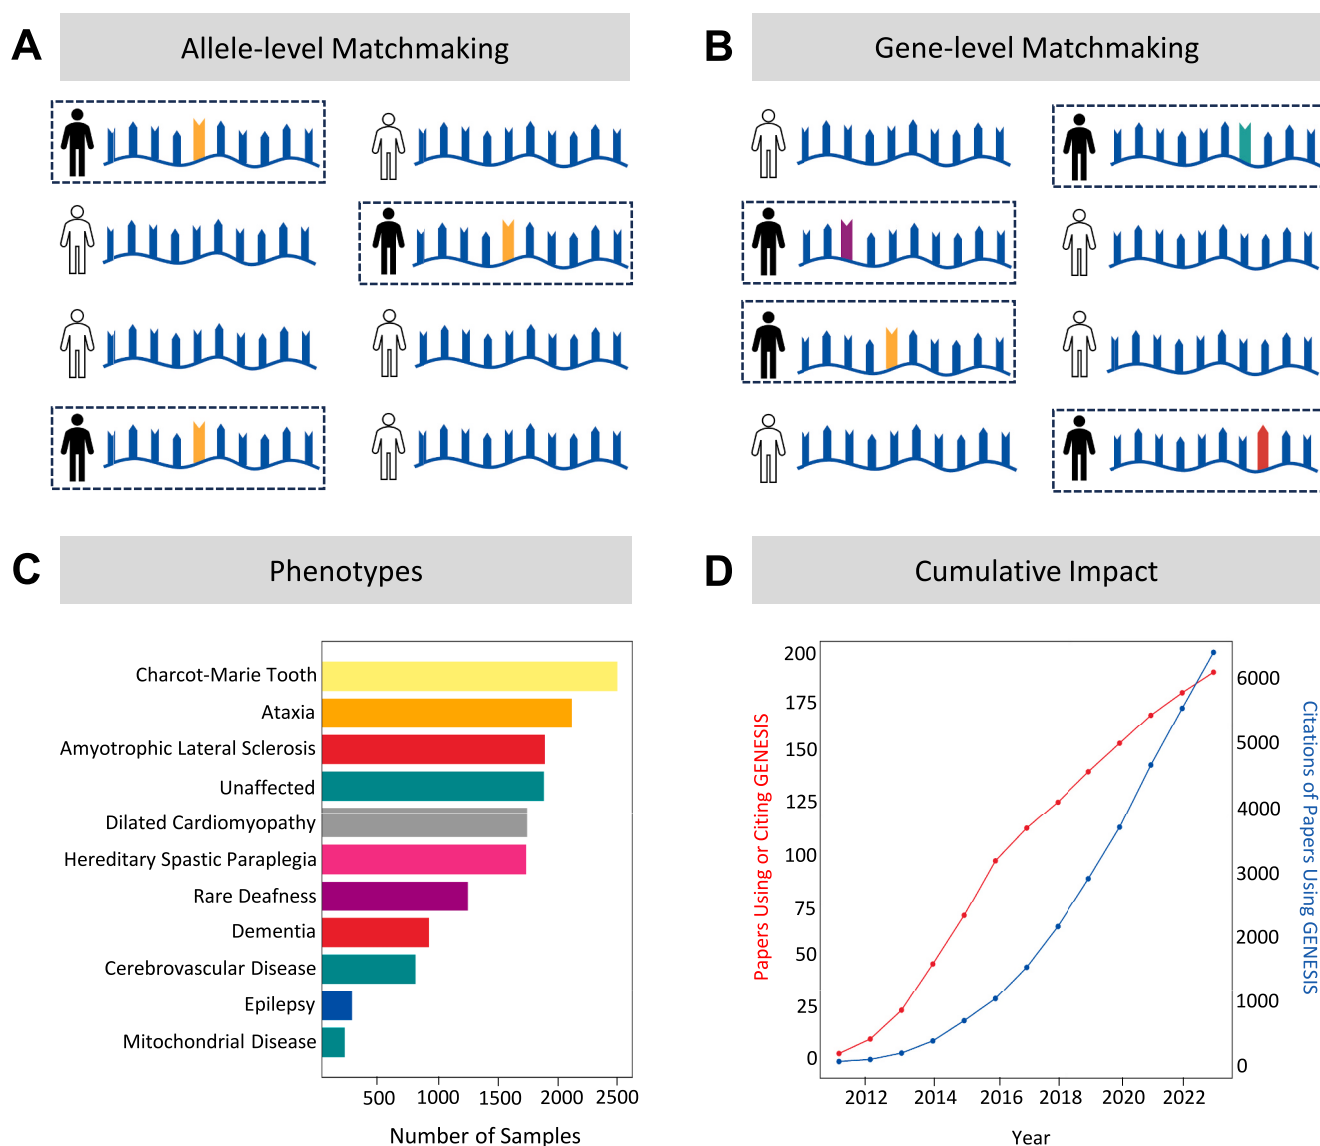 A
Allele-level Matchmaking
B
Gene-level Matchmaking
C
Phenotypes
Charcot-Marie Tooth
Ataxia
Amyotrophic Lateral Sclerosis
Unaffected
Dilated Cardiomyopathy
Hereditary Spastic Paraplegia
Rare Deafness
Dementia
Cerebrovascular Disease
Epilepsy
Mitochondrial Disease
500 1000 1500 2000 2500
Number of Samples
D
Cumulative Impact
Papers Using or Citing GENESIS
200
175
150
125
100
75
50
25
0
6000
5000
4000
3000
2000
1000
0
Citations of Papers Using GENESIS
2012 2014 2016 2018 2020 2022
Year